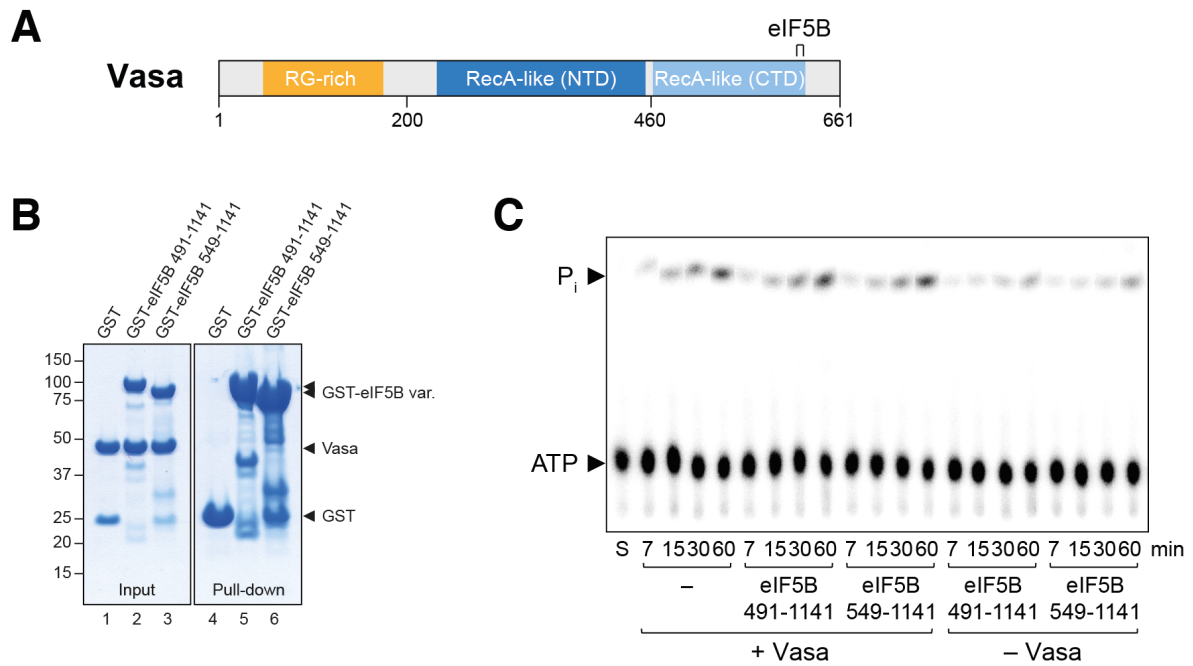 A
eIF5B
Vasa
RG-rich
RecA-like (NTD)
RecA-like (CTD)
1
200
460
661
B
GST
GST-eIF5B 491-1141
GST-eIF5B 549-1141
GST
GST-eIF5B 491-1141
GST-eIF5B 549-1141
150
100
75
50
37
25
20
15
GST-eIF5B var.
Vasa
GST
Input
Pull-down
1 2 3 4 5 6
C
Pi
ATP
S 7 15 30 60 7 15 30 60 7 15 30 60 7 15 30 60 7 15 30 60 min
– eIF5B eIF5B eIF5B eIF5B
491-1141 549-1141 491-1141 549-1141
+ Vasa – Vasa